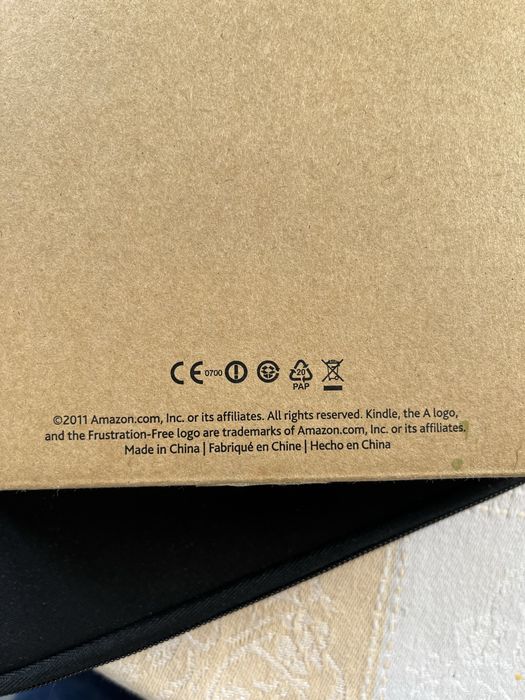 CE 0700 20
PAP
©2011 Amazon.com, Inc. or its affiliates. All rights reserved. Kindle, the A logo,
and the Frustration-Free logo are trademarks of Amazon.com, Inc. or its affiliates.
Made in China | Fabriqué en Chine | Hecho en China